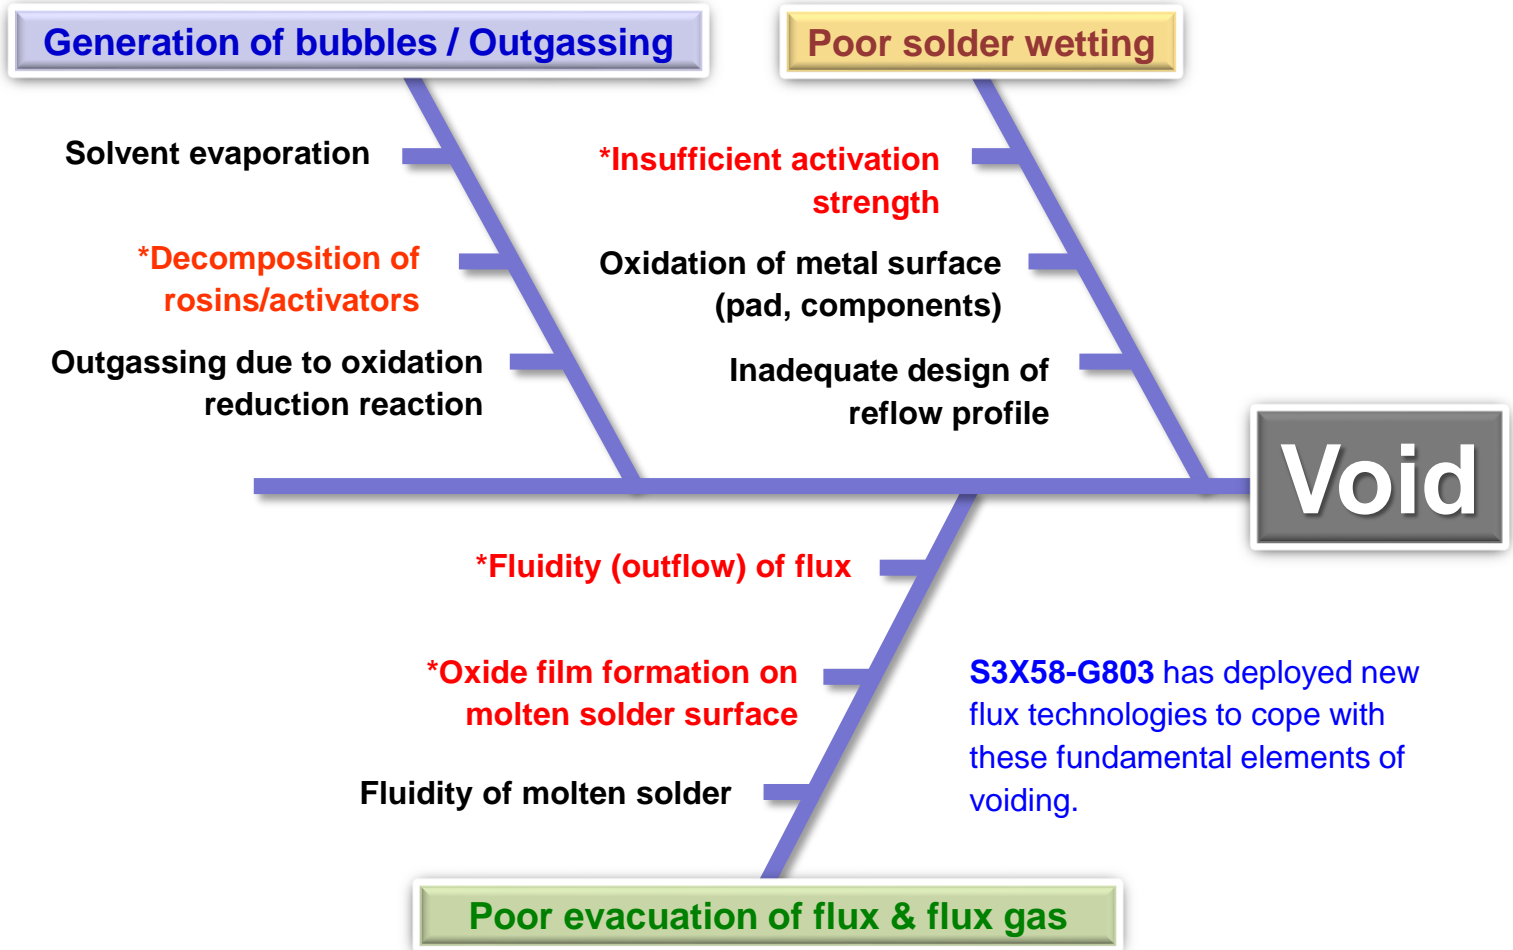 Generation of bubbles / Outgassing
Poor solder wetting
Solvent evaporation
*Decomposition of
rosins/activators
Outgassing due to oxidation
reduction reaction
*Insufficient activation
strength
Oxidation of metal surface
(pad, components)
Inadequate design of
reflow profile
Void
*Fluidity (outflow) of flux
*Oxide film formation on
molten solder surface
Fluidity of molten solder
S3X58-G803 has deployed new
flux technologies to cope with
these fundamental elements of
voiding.
Poor evacuation of flux & flux gas